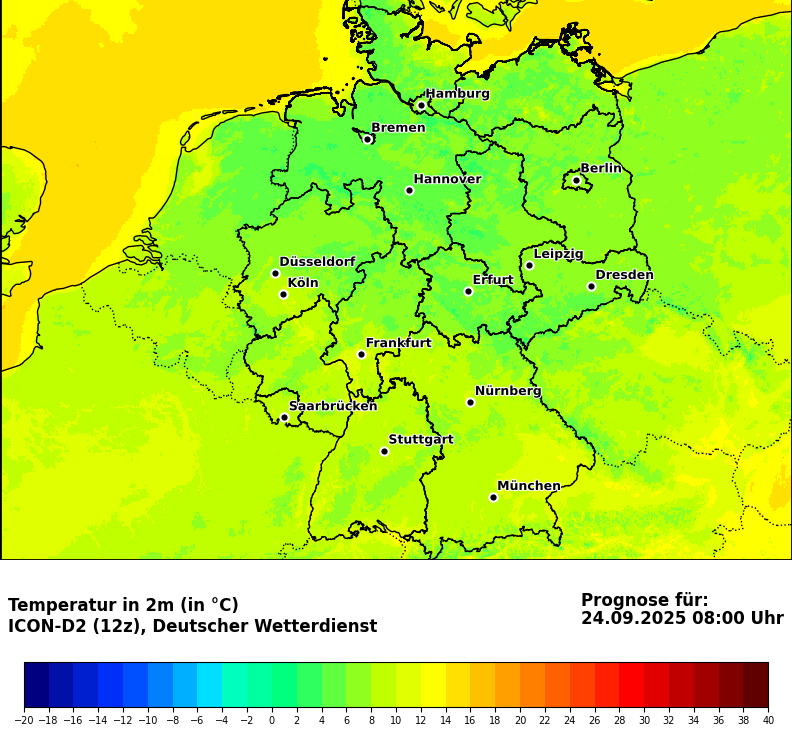 Hamburg
Bremen
Berlin
Hannover
Leipzig
Düsseldorf
Dresden
Köln
Erfurt
Frankfurt
Nürnberg
Saarbrücken
Stuttgart
München
Temperatur in 2m (in °C)
ICON-D2 (12z), Deutscher Wetterdienst
Prognose für:
24.09.2025 08:00 Uhr
−20 −18 −16 −14 −12 −10 −8 −6 −4 −2 0 2 4 6 8 10 12 14 16 18 20 22 24 26 28 30 32 34 36 38 40